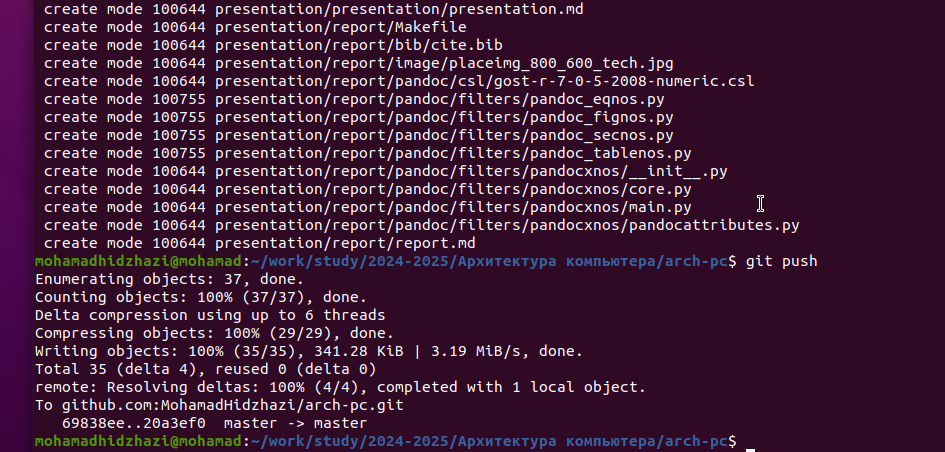 create mode 100644 presentation/presentation/presentation.md
create mode 100644 presentation/report/Makefile
create mode 100644 presentation/report/bib/cite.bib
create mode 100644 presentation/report/image/placeimg_800_600_tech.jpg
create mode 100644 presentation/report/pandoc/csl/gost-r-7-0-5-2008-numeric.csl
create mode 100755 presentation/report/pandoc/filters/pandoc_eqnos.py
create mode 100755 presentation/report/pandoc/filters/pandoc_fignos.py
create mode 100755 presentation/report/pandoc/filters/pandoc_secnos.py
create mode 100755 presentation/report/pandoc/filters/pandoc_tablenos.py
create mode 100644 presentation/report/pandoc/filters/pandocxnos/__init__.py
create mode 100644 presentation/report/pandoc/filters/pandocxnos/core.py
create mode 100644 presentation/report/pandoc/filters/pandocxnos/main.py
create mode 100644 presentation/report/pandoc/filters/pandocxnos/pandocattributes.py
create mode 100644 presentation/report/report.md
mohamadhidzhazi@mohamad:~/work/study/2024-2025/Архитектура компьютера/arch-pc$ git push
Enumerating objects: 37, done.
Counting objects: 100% (37/37), done.
Delta compression using up to 6 threads
Compressing objects: 100% (29/29), done.
Writing objects: 100% (35/35), 341.28 KiB | 3.19 MiB/s, done.
Total 35 (delta 4), reused 0 (delta 0)
remote: Resolving deltas: 100% (4/4), completed with 1 local object.
To github.com:MohamadHidzhazi/arch-pc.git
69838ee..20a3ef0  master -> master
mohamadhidzhazi@mohamad:~/work/study/2024-2025/Архитектура компьютера/arch-pc$